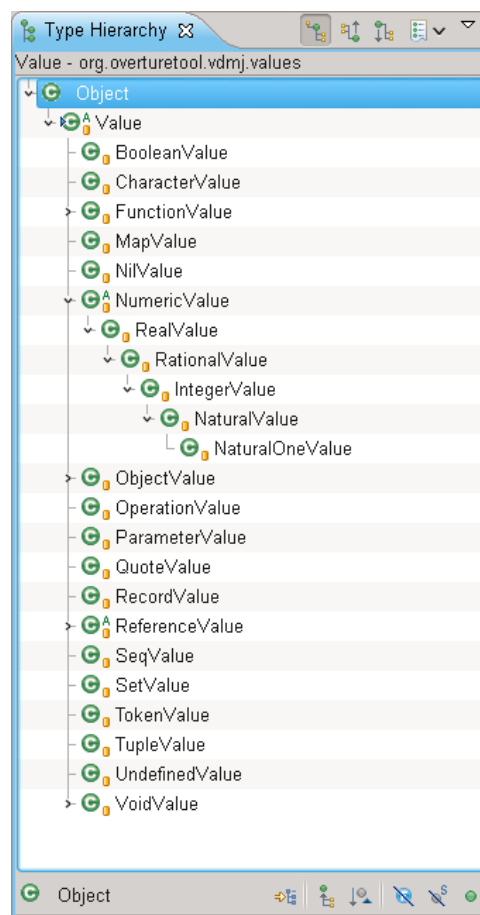 Type Hierarchy
Value - org.overturetool.vdmj.values
Object
Value
BooleanValue
CharacterValue
FunctionValue
MapValue
NilValue
NumericValue
RealValue
RationalValue
IntegerValue
NaturalValue
NaturalOneValue
ObjectValue
OperationValue
ParameterValue
QuoteValue
RecordValue
ReferenceValue
SeqValue
SetValue
TokenValue
TupleValue
UndefinedValue
VoidValue
Object